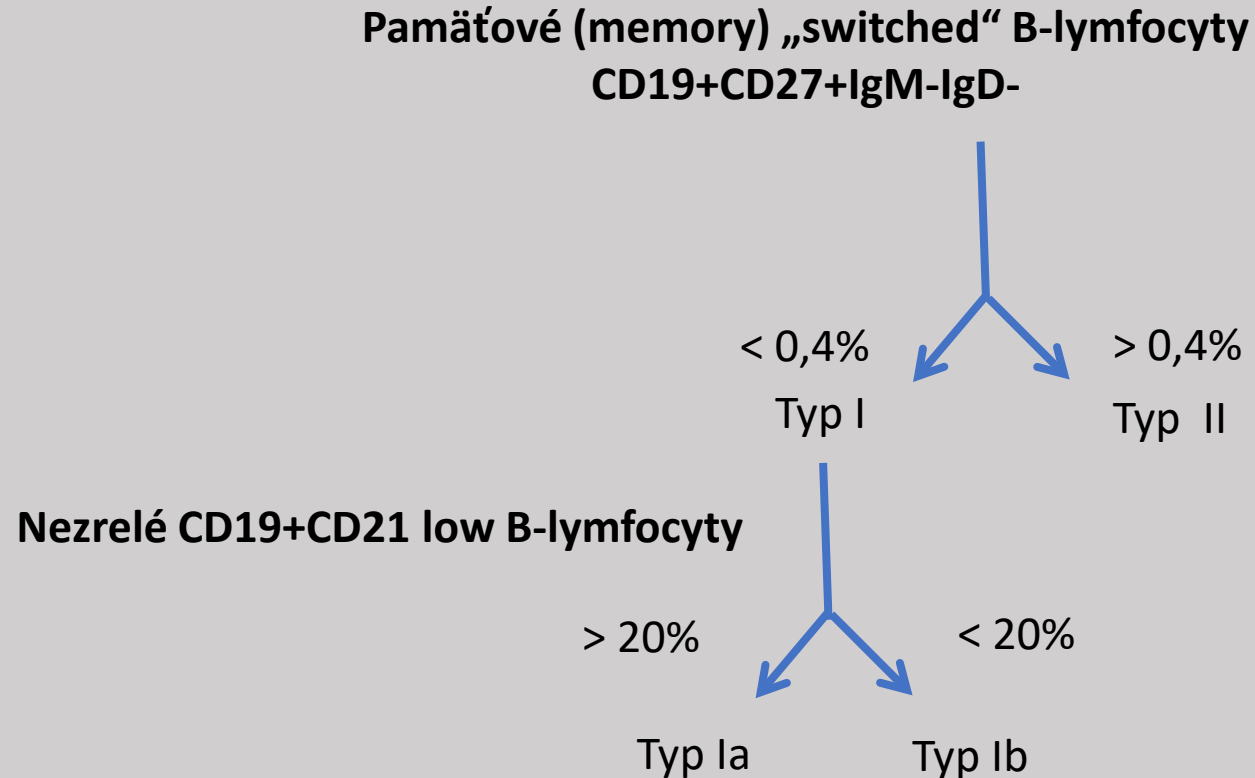 Pamäťové (memory) „switched“ B-lymfocyty
CD19+CD27+IgM-IgD-
< 0,4%
> 0,4%
Typ I
Typ II
Nezrelé CD19+CD21 low B-lymfocyty
> 20%
< 20%
Typ Ia
Typ Ib